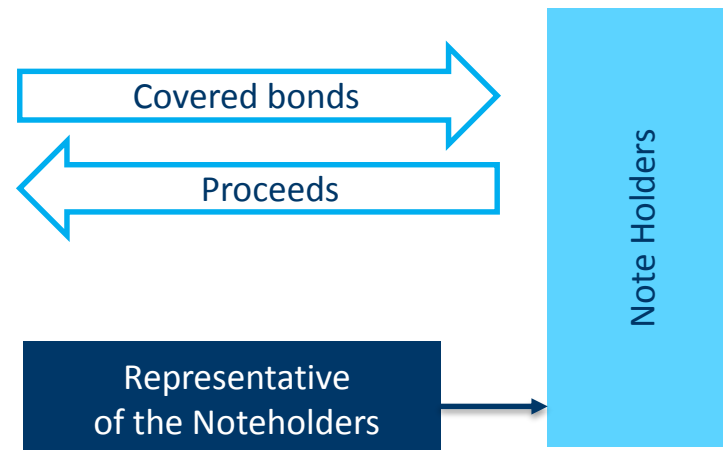 Covered bonds
Proceeds
Note Holders
Representative
of the Noteholders